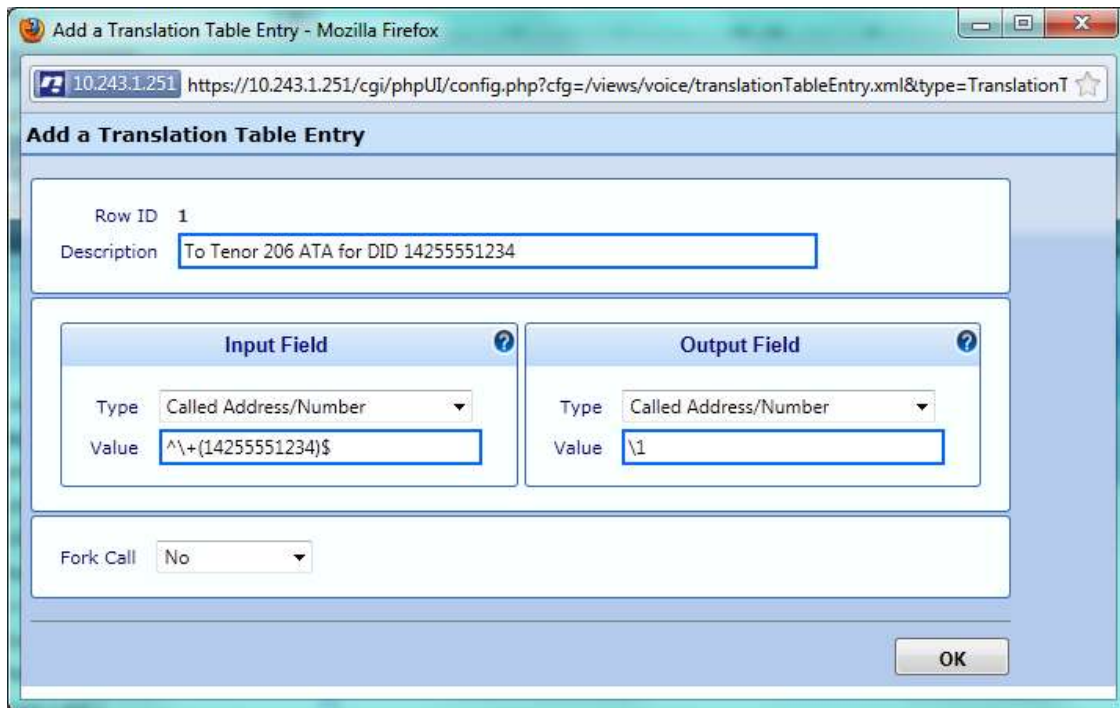 Add a Translation Table Entry - Mozilla Firefox
10.243.1.251 https://10.243.1.251/cgi/phpUI/config.php?cfg=/views/voice/translationTableEntry.xml&type=TranslationT
Add a Translation Table Entry
Row ID 1
Description To Tenor 206 ATA for DID 14255551234
Input Field ? Output Field ?
Type Called Address/Number Type Called Address/Number
Value ^\+(14255551234)$ Value \1
Fork Call No
OK